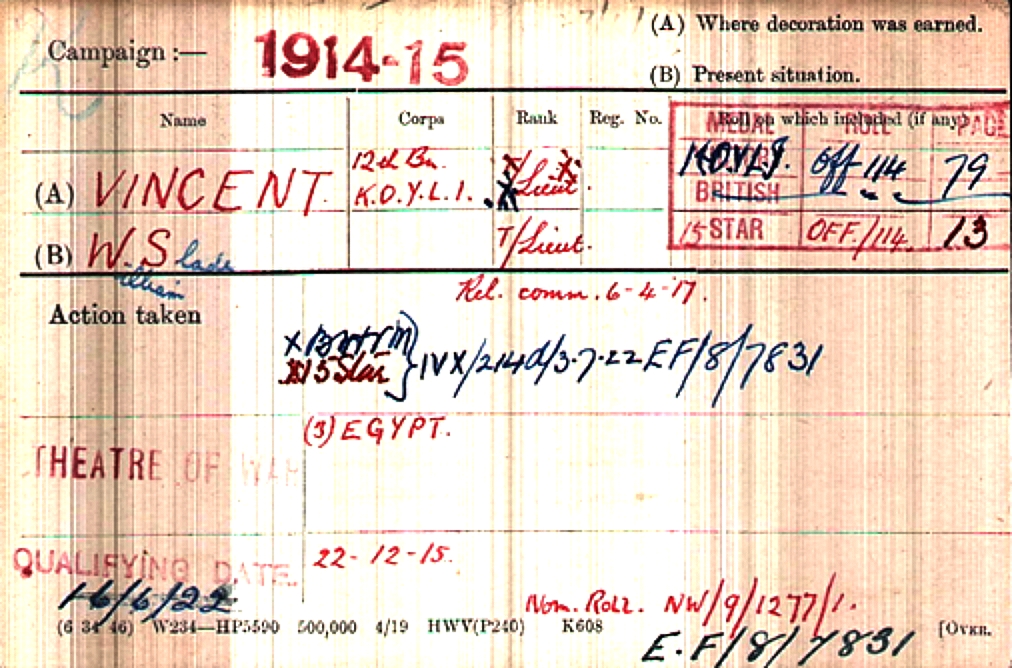 (A) Where decoration was earned.
Campaign :— 1914-15
(B) Present situation.
Name Corps Rank Reg. No. Roll on which included (if any)
MEDAL ROLL PAGE
12th Bn. K.O.Y.L.I. Off 114 79
(A) VINCENT K.O.Y.L.I. Lieut.
BRITISH
15 STAR OFF/114. 13
(B) W. Slade T/Lieut.
illiam
Rel. comm. 6-4-17.
Action taken
15 Star } IVX/214d/3-7-22 EF/8/7831
(3) EGYPT.
THEATRE OF WAR
QUALIFYING DATE. 22-12-15.
16/6/22
Nom. Roll. NW/9/1277/1.
(6 34 46) W234—HP5590 500,000 4/19 HWV(P240) K608 [OVER.
E.F/8/7831